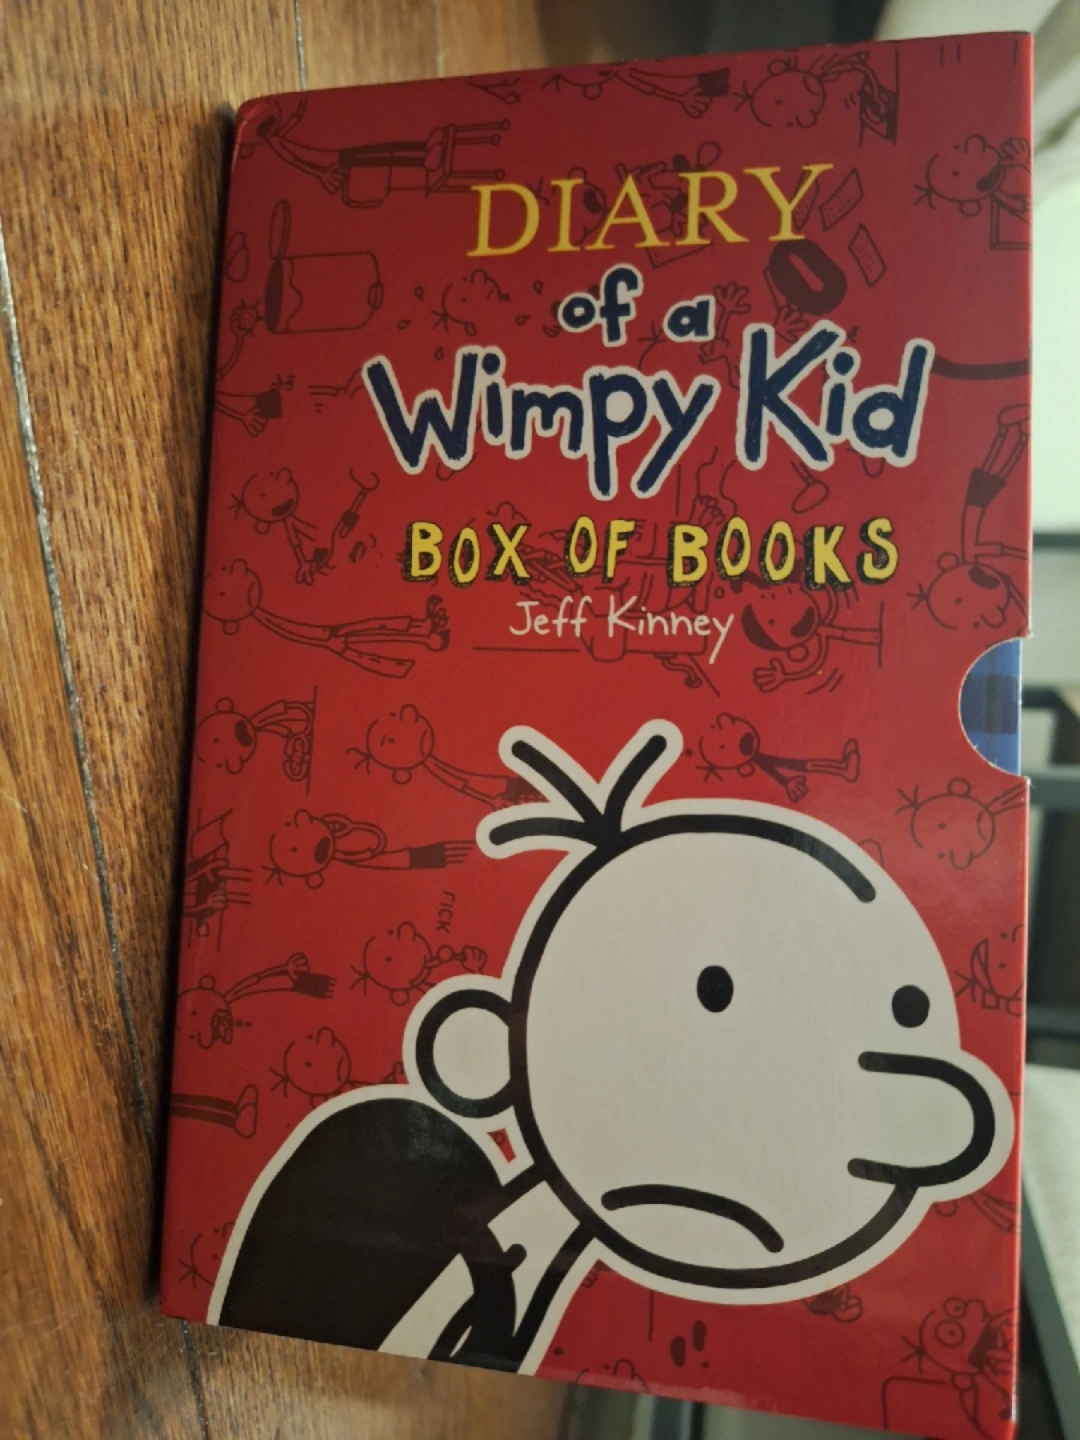 DIARY
of a
Wimpy Kid
BOX OF BOOKS
Jeff Kinney